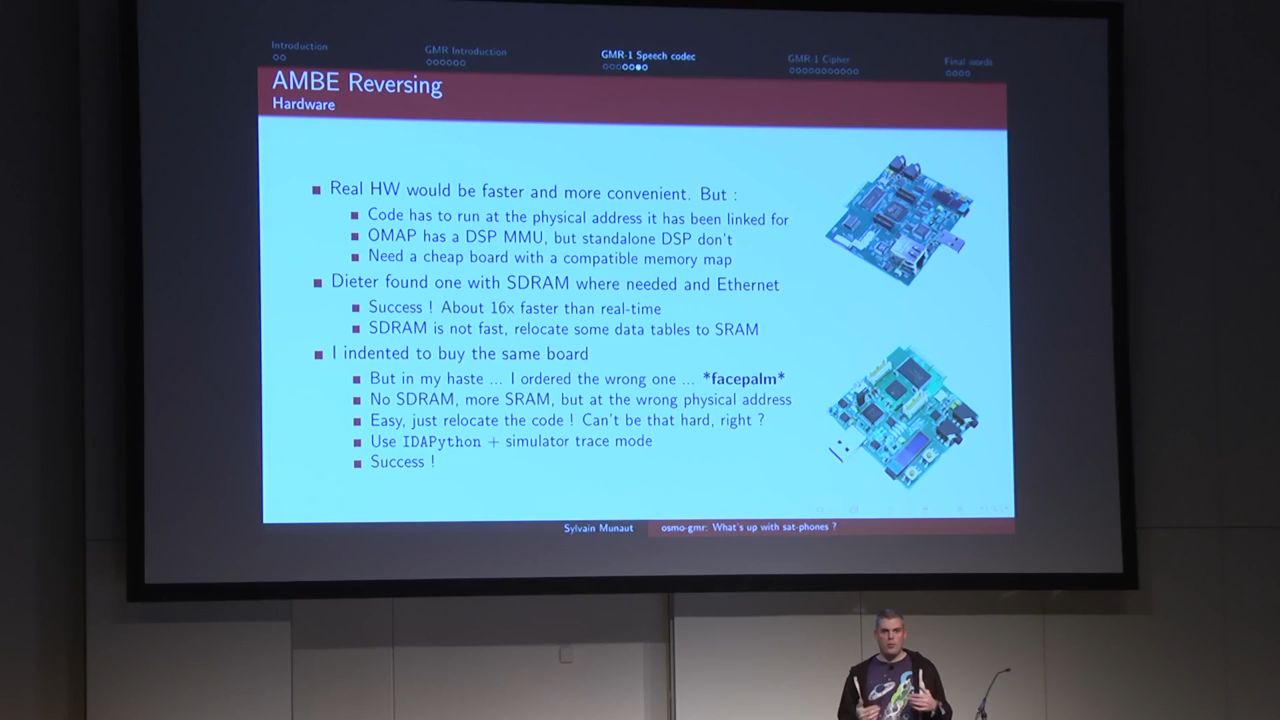 Introduction
GMR Introduction
GMR-1 Speech codec
GMR 1 Cipher
Final words
AMBE Reversing
Hardware
Real HW would be faster and more convenient. But :
Code has to run at the physical address it has been linked for
OMAP has a DSP MMU, but standalone DSP don't
Need a cheap board with a compatible memory map
Dieter found one with SDRAM where needed and Ethernet
Success ! About 16x faster than real-time
SDRAM is not fast, relocate some data tables to SRAM
I indented to buy the same board
But in my haste ... I ordered the wrong one ... *facepalm*
No SDRAM, more SRAM, but at the wrong physical address
Easy, just relocate the code ! Can't be that hard, right ?
Use IDAPython + simulator trace mode
Success !
Sylvain Munaut
osmo-gmr: What's up with sat-phones ?